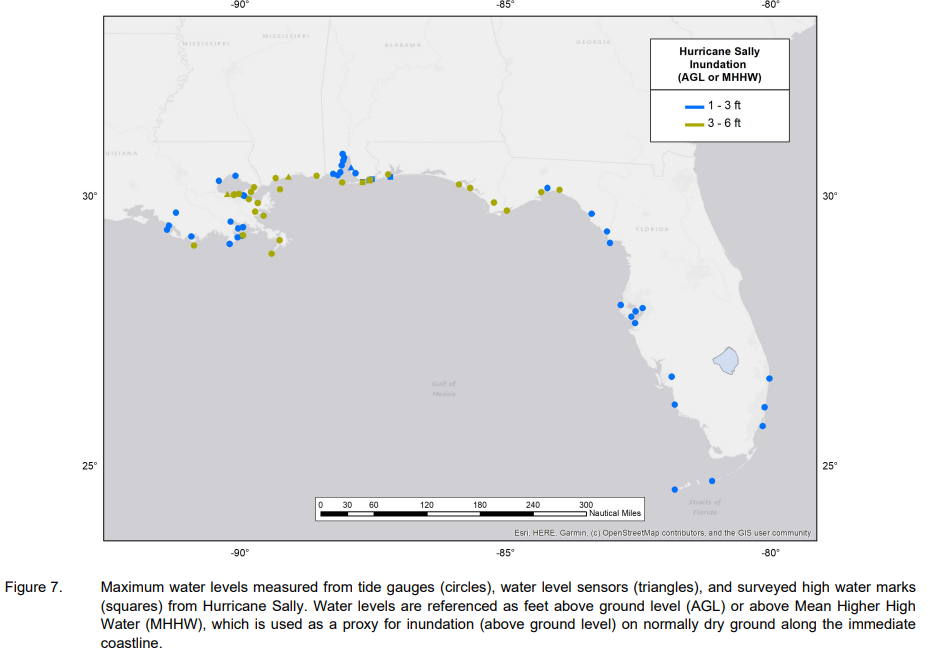 -90°
-85°
-80°
MISSISSIPPI
MISSISSIPPI
ALABAMA
GEORGIA
Hurricane Sally
Inundation
(AGL or MHHW)
1 - 3 ft
3 - 6 ft
UISIANA
30°
30°
FLORIDA
Gulf of
Mexico
25°
25°
0 30 60 120 180 240 300
Nautical Miles
Straits of
Florida
Esri, HERE, Garmin, (c) OpenStreetMap contributors, and the GIS user community
-90°
-85°
-80°
Figure 7. Maximum water levels measured from tide gauges (circles), water level sensors (triangles), and surveyed high water marks
(squares) from Hurricane Sally. Water levels are referenced as feet above ground level (AGL) or above Mean Higher High
Water (MHHW), which is used as a proxy for inundation (above ground level) on normally dry ground along the immediate
coastline.